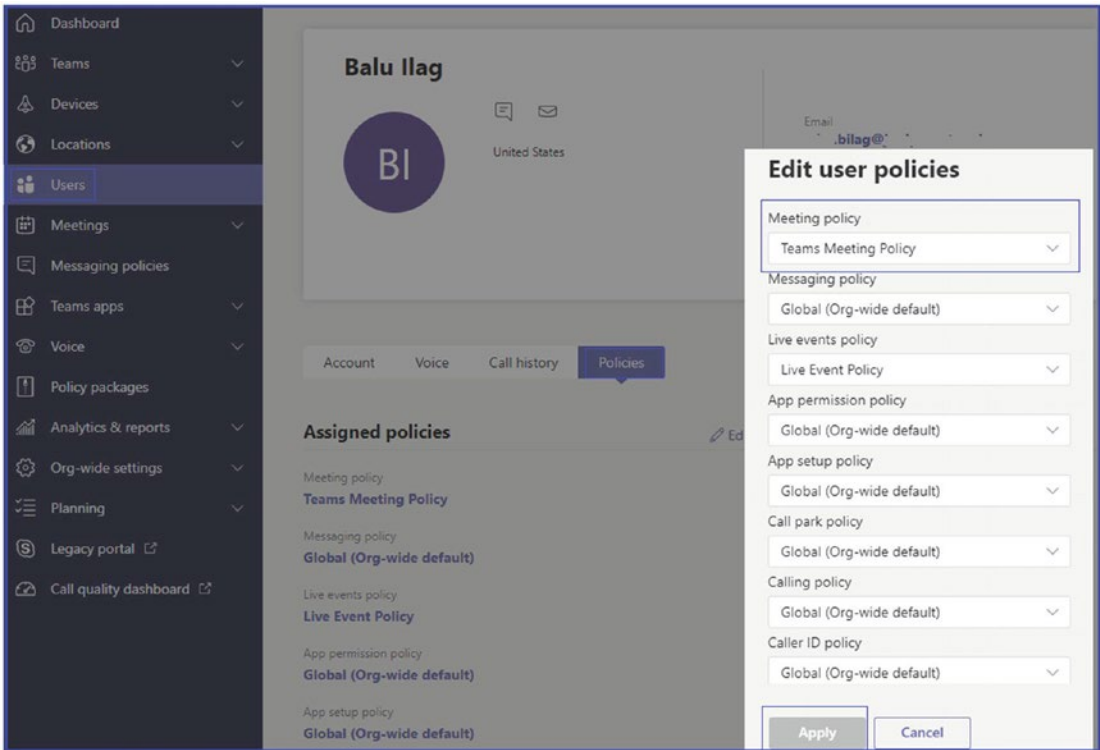 Dashboard
Teams
Devices
Locations
Users
Meetings
Messaging policies
Teams apps
Voice
Policy packages
Analytics & reports
Org-wide settings
Planning
Legacy portal
Call quality dashboard
Balu Ilag
BI
United States
Email
.bilag@
Account Voice Call history Policies
Assigned policies
Ed
Meeting policy
Teams Meeting Policy
Messaging policy
Global (Org-wide default)
Live events policy
Live Event Policy
App permission policy
Global (Org-wide default)
App setup policy
Global (Org-wide default)
Edit user policies
Meeting policy
Teams Meeting Policy
Messaging policy
Global (Org-wide default)
Live events policy
Live Event Policy
App permission policy
Global (Org-wide default)
App setup policy
Global (Org-wide default)
Call park policy
Global (Org-wide default)
Calling policy
Global (Org-wide default)
Caller ID policy
Global (Org-wide default)
Apply Cancel